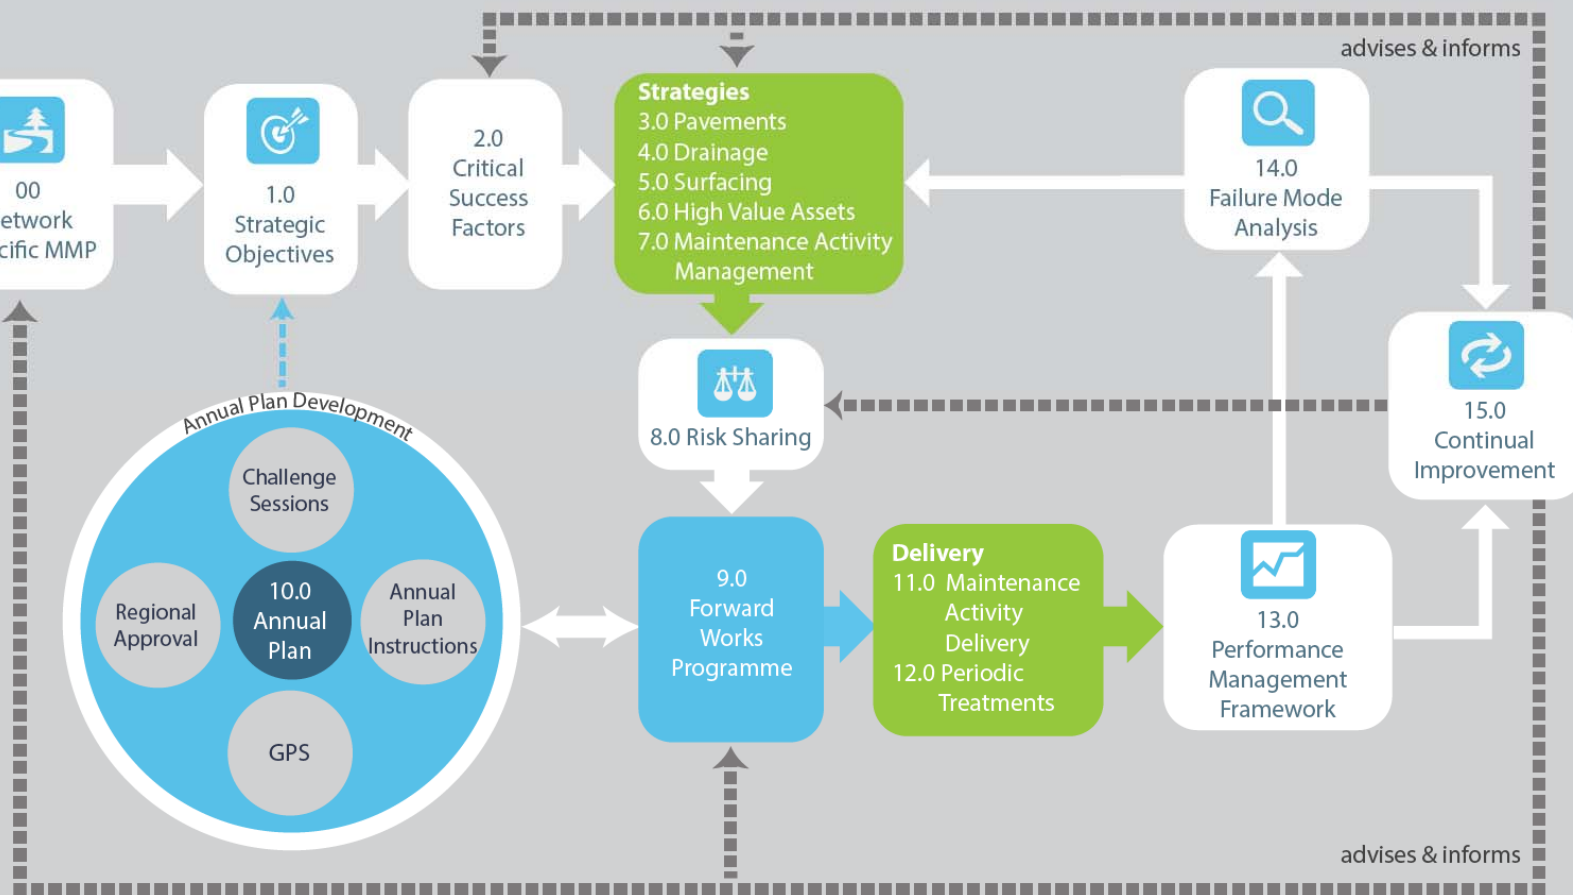 advises & informs
00
etwork
cific MMP
1.0
Strategic
Objectives
2.0
Critical
Success
Factors
Strategies
3.0 Pavements
4.0 Drainage
5.0 Surfacing
6.0 High Value Assets
7.0 Maintenance Activity
Management
14.0
Failure Mode
Analysis
8.0 Risk Sharing
15.0
Continual
Improvement
Annual Plan Development
Challenge
Sessions
Regional
Approval
10.0
Annual
Plan
Annual
Plan
Instructions
GPS
9.0
Forward
Works
Programme
Delivery
11.0 Maintenance
Activity
Delivery
12.0 Periodic
Treatments
13.0
Performance
Management
Framework
advises & informs